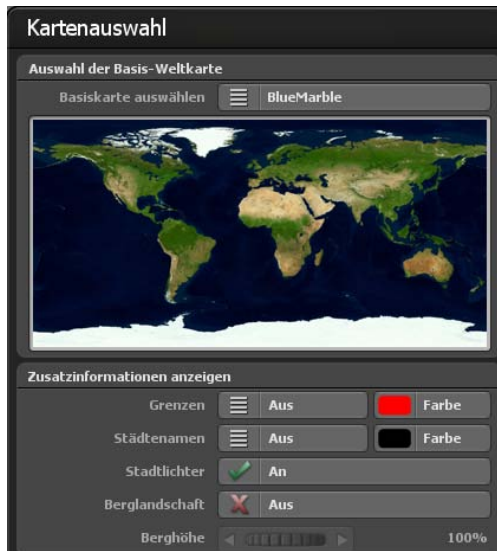 Kartenauswahl
Auswahl der Basis-Weltkarte
Basiskarte auswählen BlueMarble
Zusatzinformationen anzeigen
Grenzen Aus Farbe
Städtenamen Aus Farbe
Stadtlichter An
Berglandschaft Aus
Berghöhe 100%